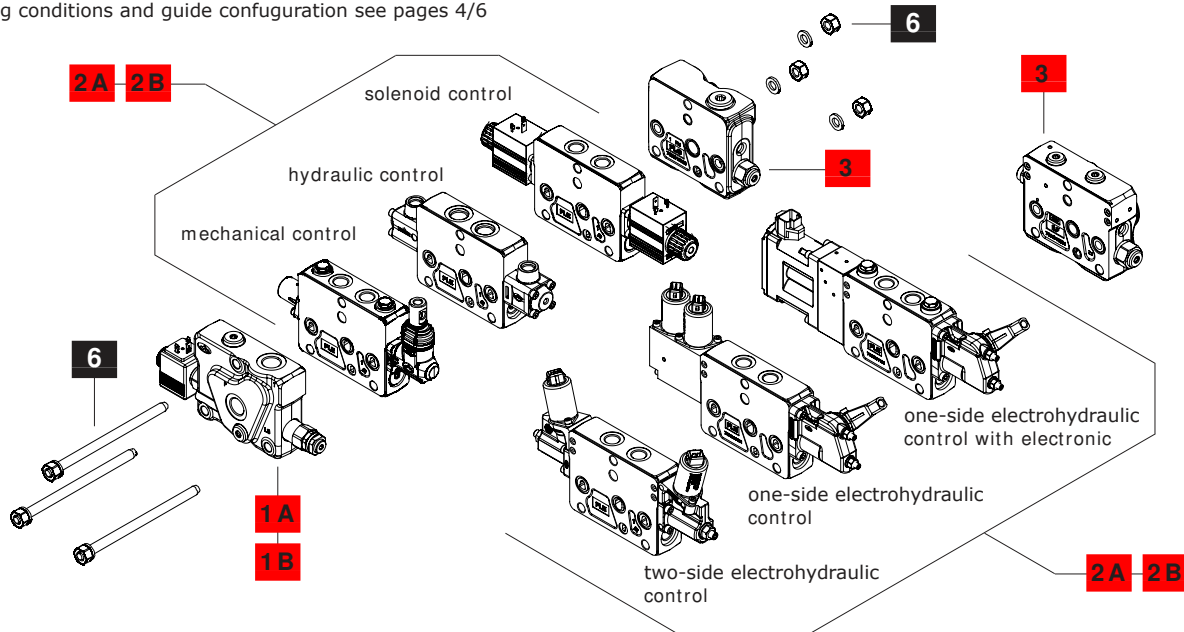 g conditions and guide confuguration see pages 4/6
6
2A 2B
solenoid control
3
3
hydraulic control
mechanical control
6
one-side electrohydraulic
control with electronic
one-side electrohydraulic
control
1A
1B
two-side electrohydraulic
control
2A 2B